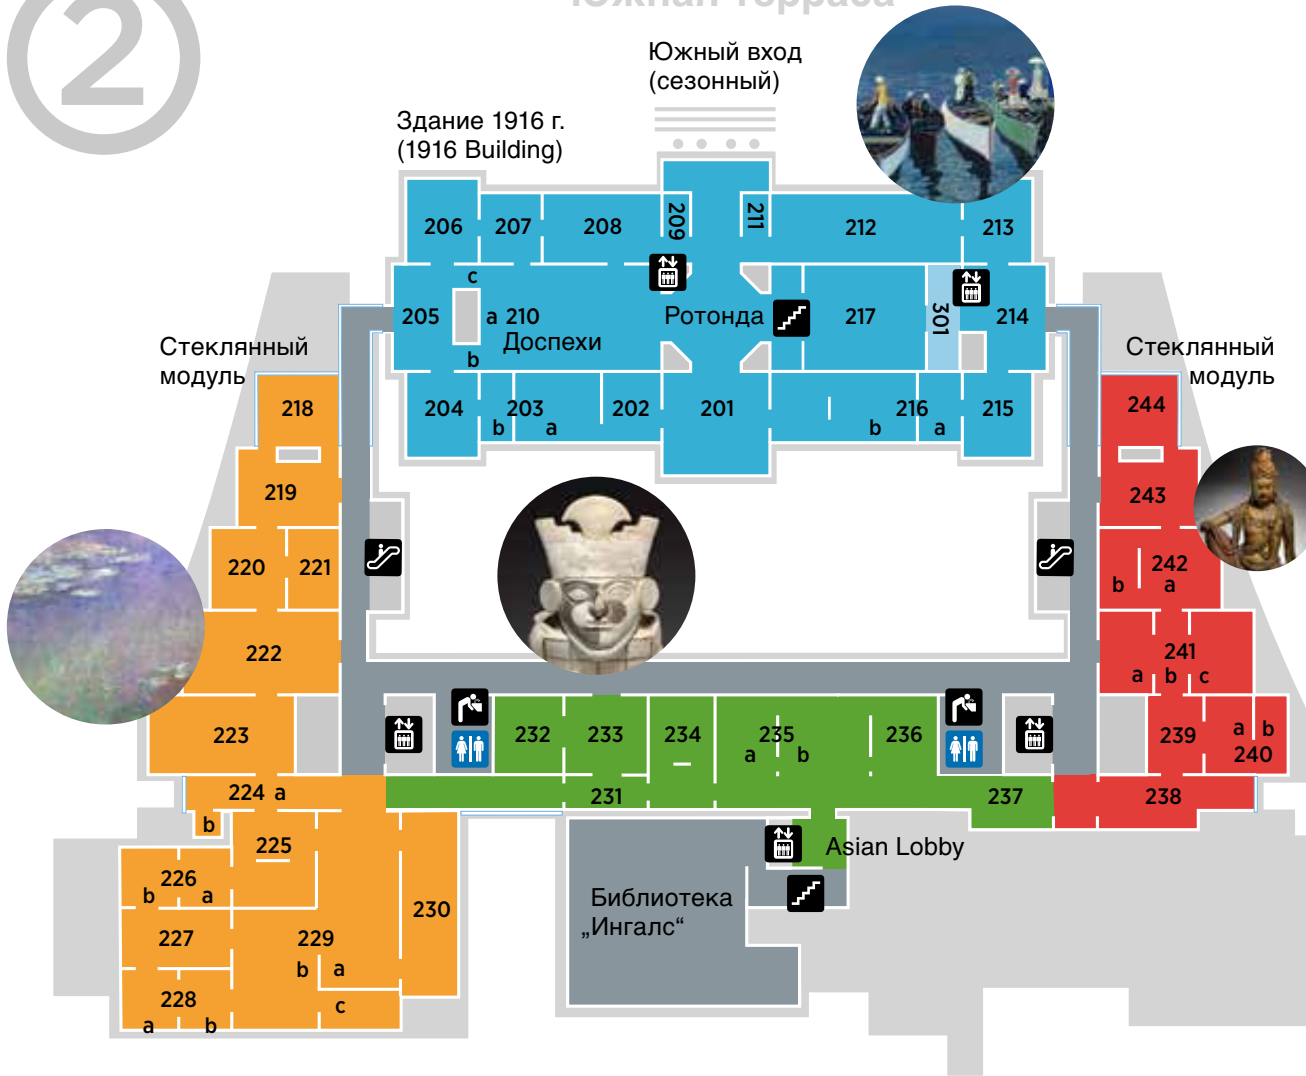 Южная терраса
2
Южный вход
(сезонный)
Здание 1916 г.
(1916 Building)
206
207
208
209
211
212
213
c
205
a 210
Доспехи
b
Ротонда
217
301
214
Стеклянный
модуль
Стеклянный
модуль
204
203
b
a
202
201
216
b
a
215
218
244
219
243
220
221
242
b
a
222
241
a
b
c
223
232
233
234
235
a
b
236
239
a
b
240
224 a
b
231
237
238
225
Asian Lobby
226
b
a
Библиотека
„Ингалс“
230
227
229
b
a
c
228
a
b